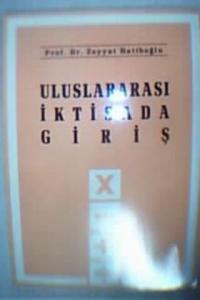 Prof. Dr. Zeyyat Hatiboğlu
ULUSLARARASI
İKTİSADA
GİRİŞ
X